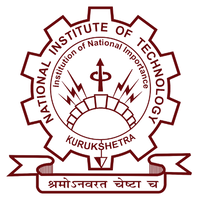 NATIONAL INSTITUTE OF TECHNOLOGY
Institution of National Importance
KURUKSHETRA
श्रमोऽनवरत चेष्टा च